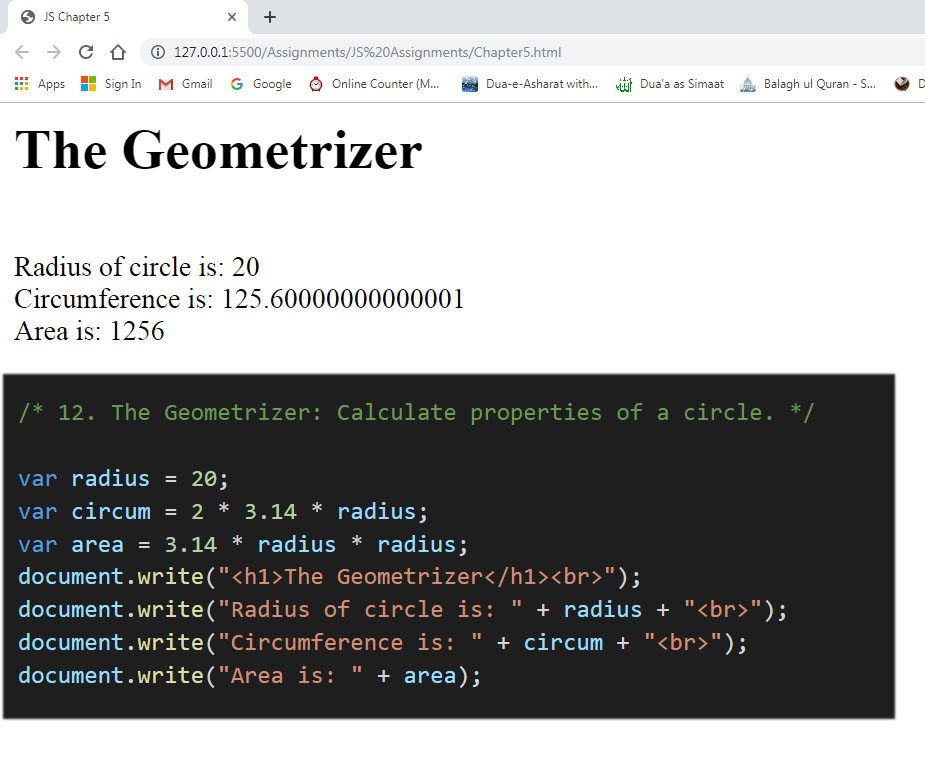 JS Chapter 5
127.0.0.1:5500/Assignments/JS%20Assignments/Chapter5.html
Apps Sign In Gmail Google Online Counter (M... Dua-e-Asharat with... Dua'a as Simaat Balagh ul Quran - S... D
The Geometrizer
Radius of circle is: 20
Circumference is: 125.60000000000001
Area is: 1256
/* 12. The Geometrizer: Calculate properties of a circle. */
var radius = 20;
var circum = 2 * 3.14 * radius;
var area = 3.14 * radius * radius;
document.write("<h1>The Geometrizer</h1><br>");
document.write("Radius of circle is: " + radius + "<br>");
document.write("Circumference is: " + circum + "<br>");
document.write("Area is: " + area);